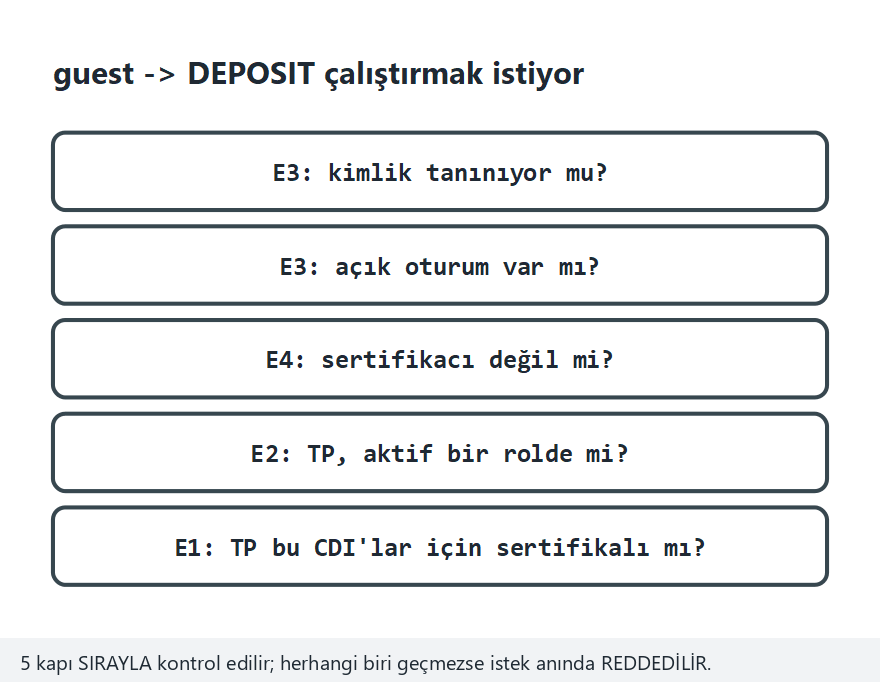 guest -> DEPOSIT çalıştırmak istiyor
E3: kimlik tanınıyor mu?
E3: açık oturum var mı?
E4: sertifikacı değil mi?
E2: TP, aktif bir rolde mi?
E1: TP bu CDI'lar için sertifikalı mı?
5 kapı SIRAYLA kontrol edilir; herhangi biri geçmezse istek anında REDDEDİLİR.